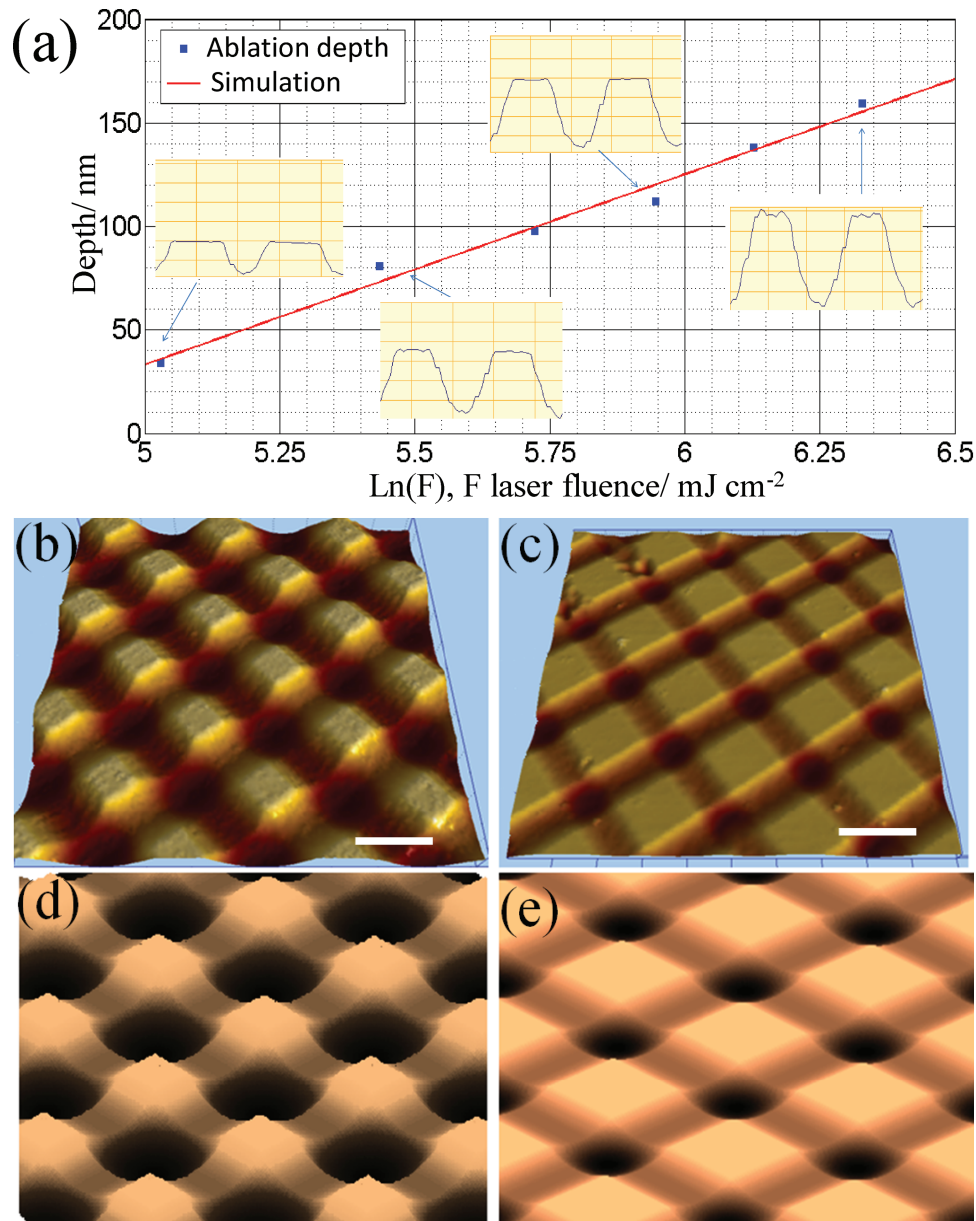 (a)
Ablation depth
Simulation
200
150
100
50
0
Depth/ nm
5
5.25
5.5
5.75
6
6.25
6.5
Ln(F), F laser fluence/ mJ cm-2
(b)
(c)
(d)
(e)